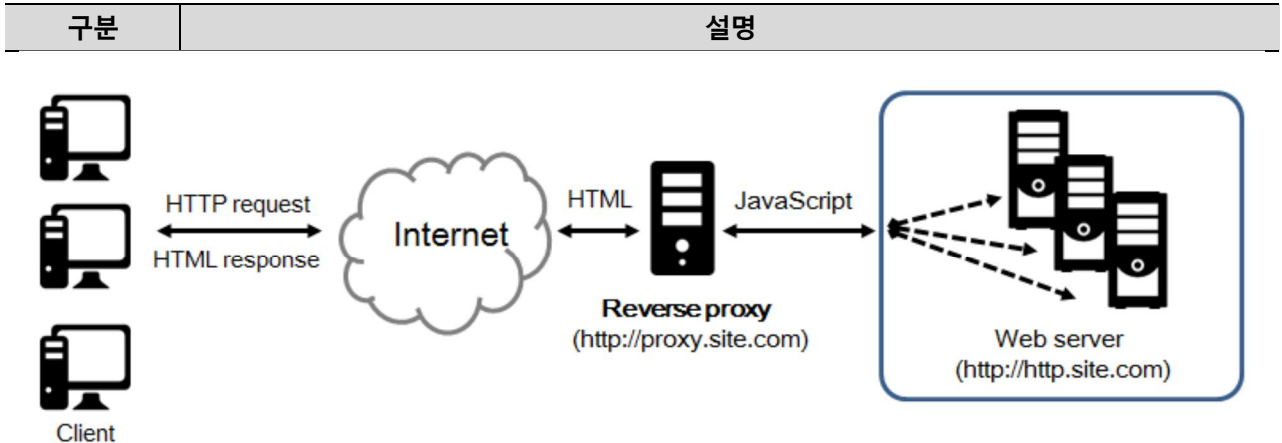 구분 설명
HTTP request
HTML response
Internet
HTML
JavaScript
Reverse proxy
(http://proxy.site.com)
Web server
(http://http.site.com)
Client